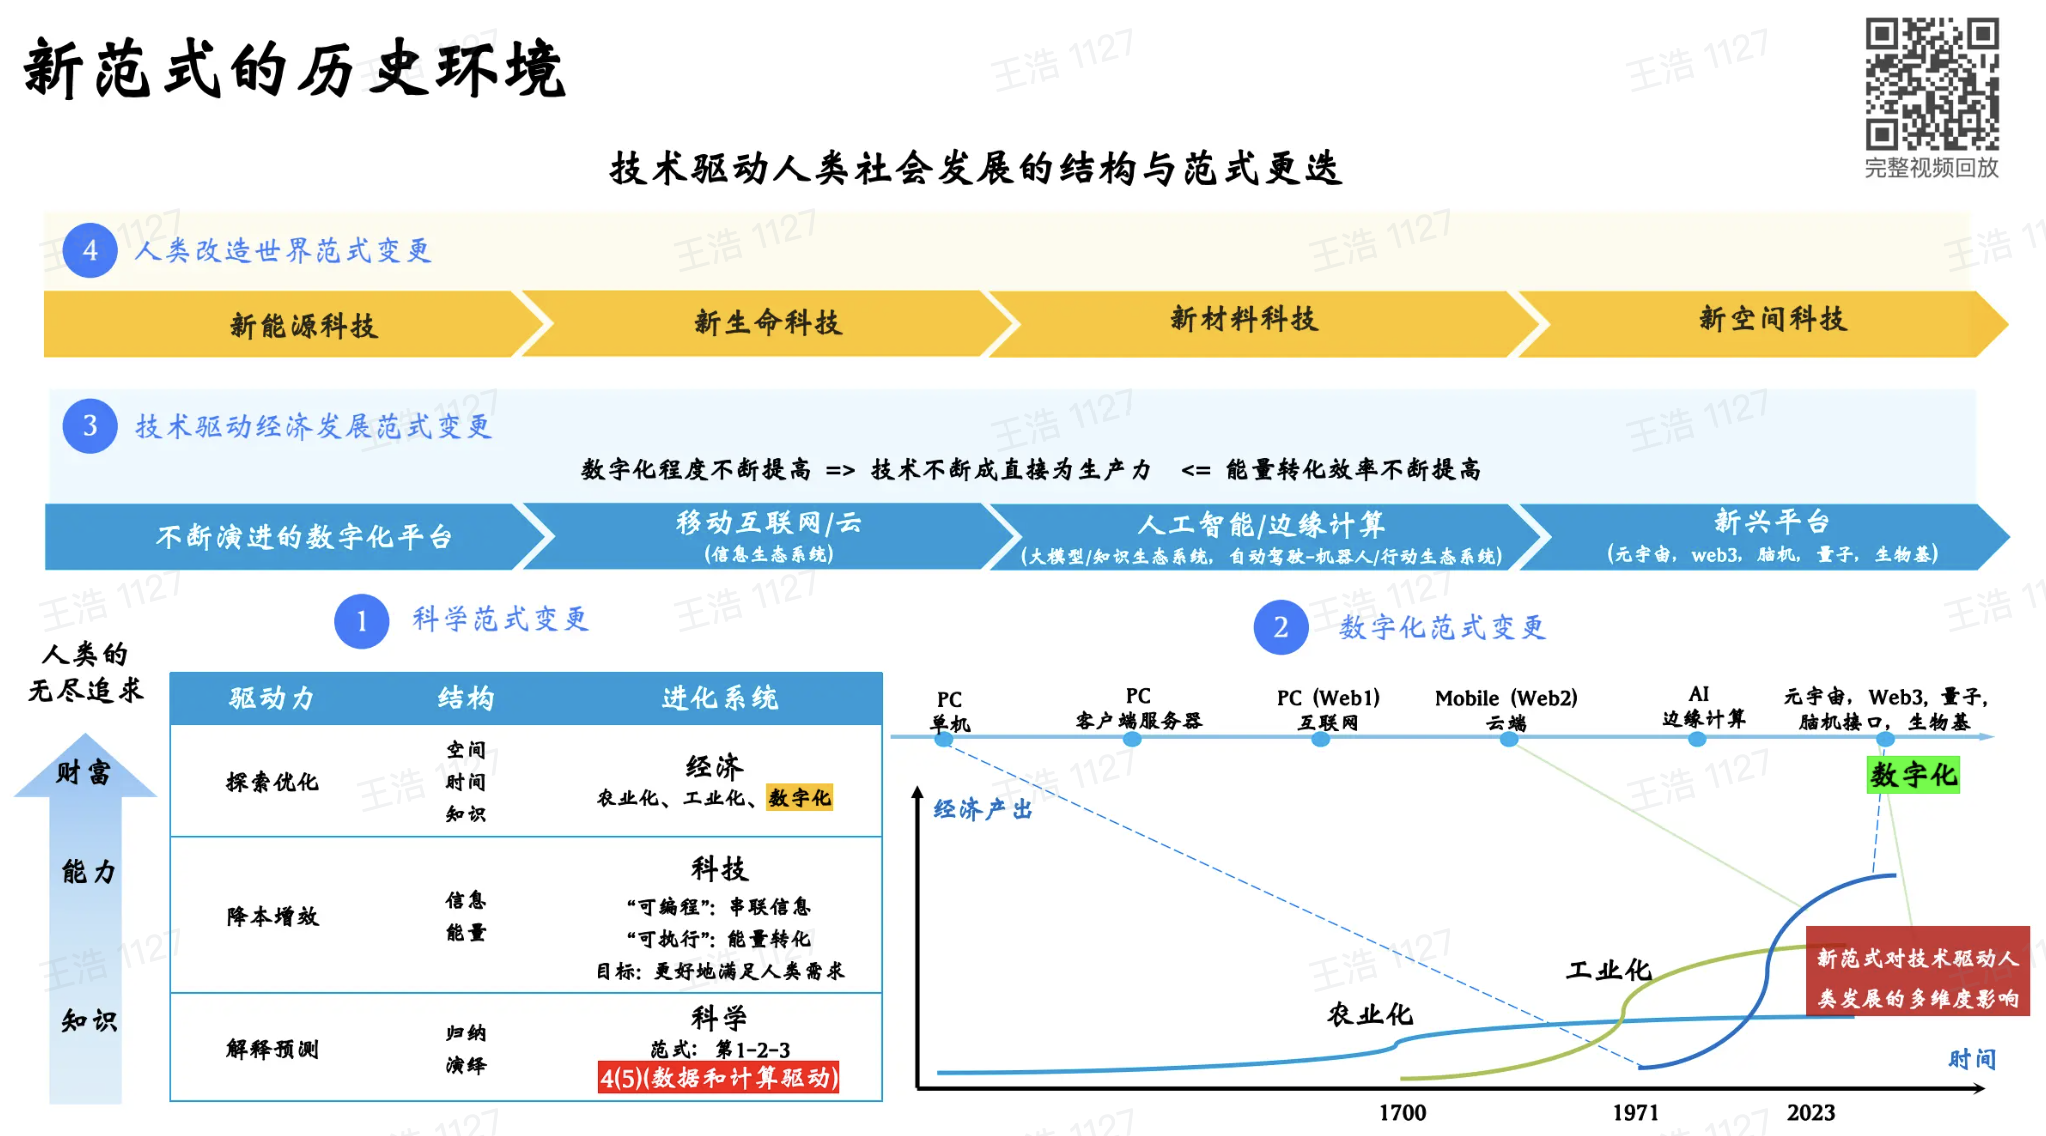 新范式的历史环境
完整视频回放
技术驱动人类社会发展的结构与范式更迭
4 人类改造世界范式变更
新能源科技 新生命科技 新材料科技 新空间科技
3 技术驱动经济发展范式变更
数字化程度不断提高 => 技术不断成直接为生产力 <= 能量转化效率不断提高
不断演进的数字化平台
移动互联网/云
(信息生态系统)
人工智能/边缘计算
(大模型/知识生态系统，自动驾驶-机器人/行动生态系统)
新兴平台
(元宇宙，web3，脑机，量子，生物基)
1 科学范式变更
人类的
无尽追求
财富
能力
知识
驱动力 结构 进化系统
探索优化
空间
时间
知识
经济
农业化、工业化、数字化
降本增效
信息
能量
科技
“可编程”：串联信息
“可执行”：能量转化
目标：更好地满足人类需求
解释预测
归纳
演绎
科学
范式： 第1-2-3
4(5)(数据和计算驱动)
2 数字化范式变更
PC
单机
PC
客户端服务器
PC (Web1)
互联网
Mobile (Web2)
云端
AI
边缘计算
元宇宙，Web3, 量子,
脑机接口，生物基
数字化
经济产出
工业化
农业化
新范式对技术驱动人
类发展的多维度影响
时间
1700 1971 2023
王浩 1127